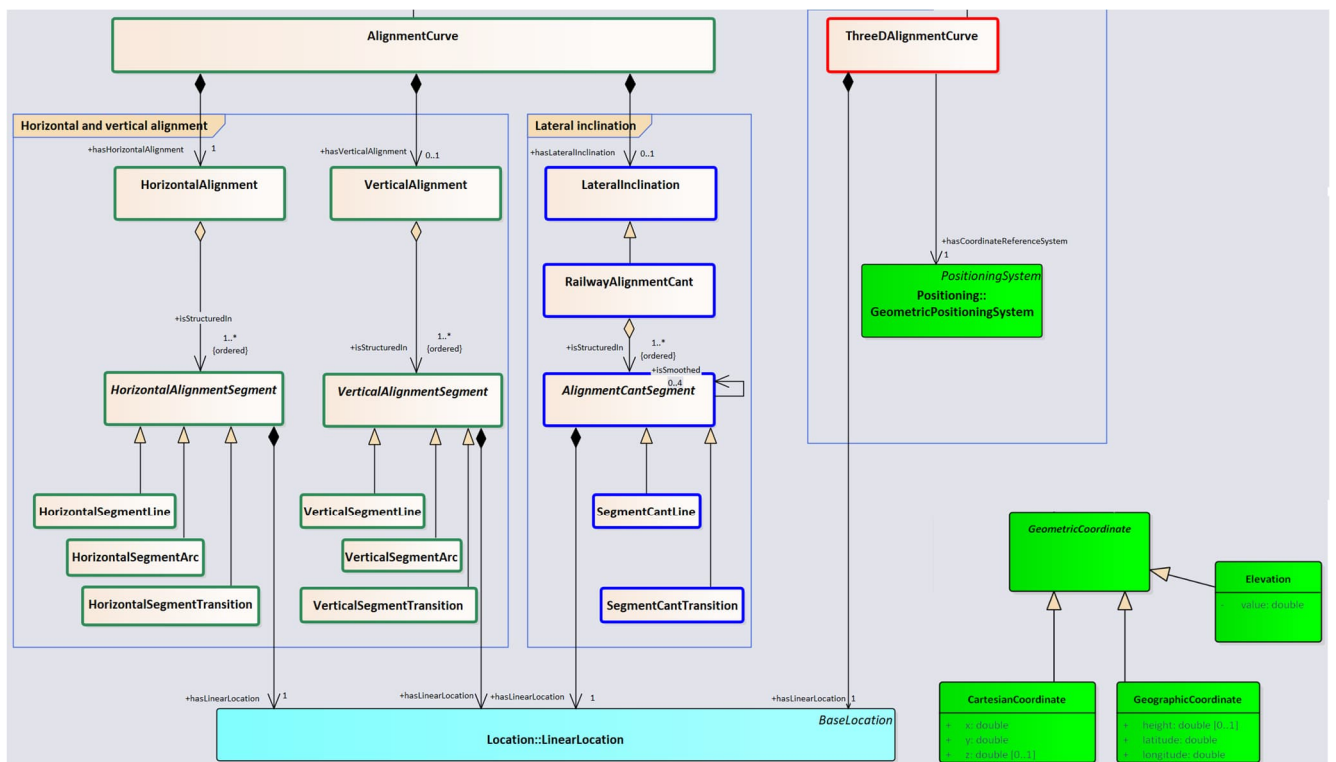 AlignmentCurve
ThreeDAlignmentCurve
Horizontal and vertical alignment
Lateral inclination
+hasHorizontalAlignment
1
+hasVerticalAlignment
0..1
+hasLateralInclination
0..1
HorizontalAlignment
VerticalAlignment
LateralInclination
+hasCoordinateReferenceSystem
1
RailwayAlignmentCant
PositioningSystem
Positioning::
GeometricPositioningSystem
+isStructuredIn
1..*
{ordered}
+isStructuredIn
1..*
{ordered}
+isStructuredIn
1..*
{ordered}
+isSmoothed
0..4
HorizontalAlignmentSegment
VerticalAlignmentSegment
AlignmentCantSegment
HorizontalSegmentLine
VerticalSegmentLine
SegmentCantLine
HorizontalSegmentArc
VerticalSegmentArc
HorizontalSegmentTransition
VerticalSegmentTransition
SegmentCantTransition
GeometricCoordinate
Elevation
- value: double
+hasLinearLocation
1
+hasLinearLocation
+hasLinearLocation
1
+hasLinearLocation
1
BaseLocation
Location::LinearLocation
CartesianCoordinate
+ x: double
+ y: double
+ z: double [0..1]
GeographicCoordinate
+ height: double [0..1]
+ latitude: double
+ longitude: double